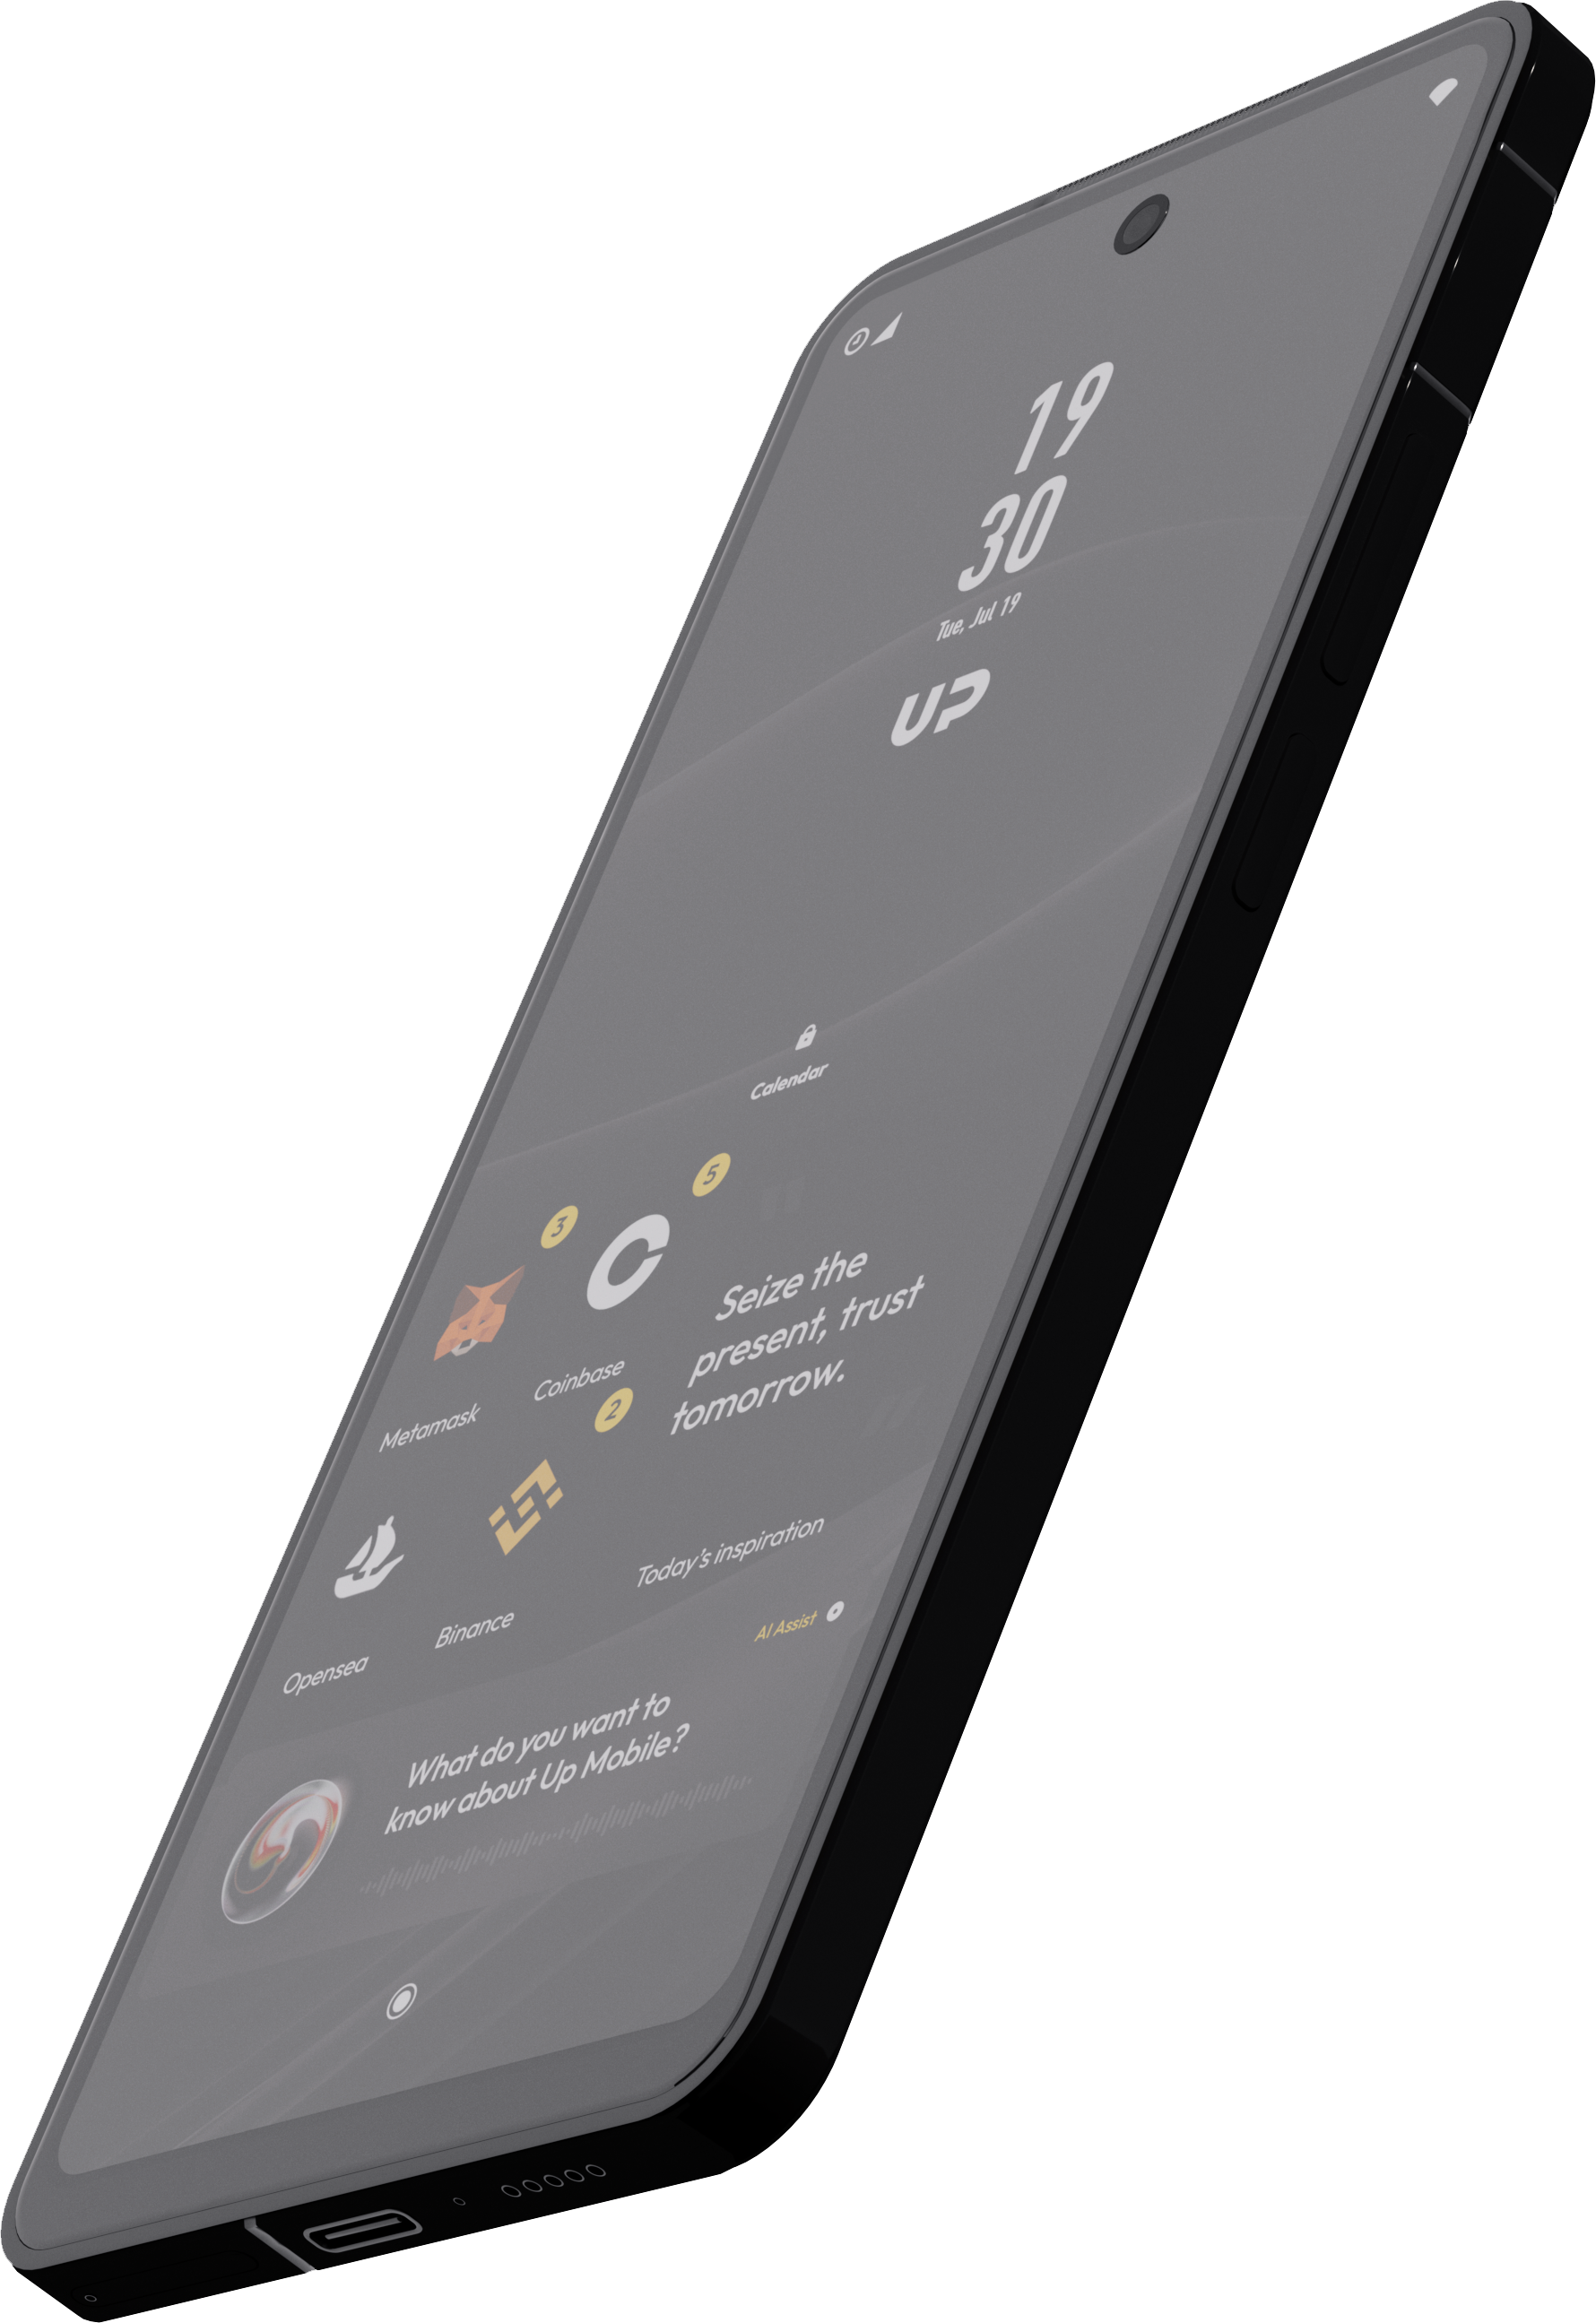 19
30
Tue, Jul 19
UP
Calendar
3
5
Metamask
Coinbase
Seize the
present, trust
tomorrow.
2
Opensea
Binance
Today's inspiration
AI Assist
What do you want to
know about Up Mobile?